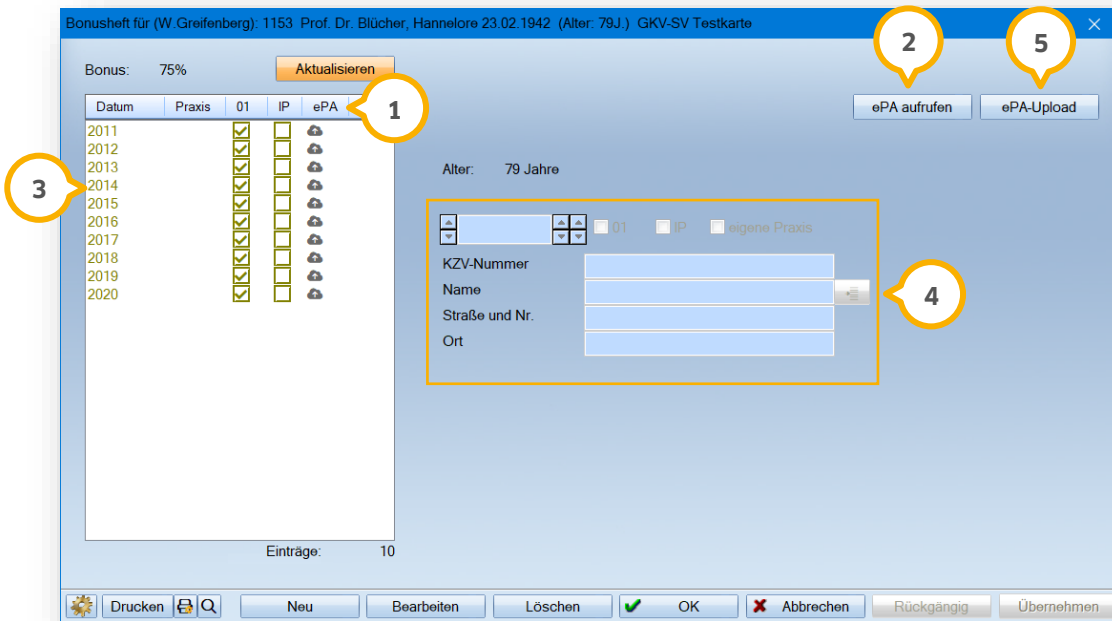 Bonusheft für (W.Greifenberg): 1153 Prof. Dr. Blücher, Hannelore 23.02.1942 (Alter: 79J.) GKV-SV Testkarte
2
5
Bonus: 75% Aktualisieren
1
Datum Praxis 01 IP ePA
ePA aufrufen ePA-Upload
2011
2012
2013
2014
2015
2016
2017
2018
2019
2020
3
Alter: 79 Jahre
01 IP eigene Praxis
KZV-Nummer
Name
Straße und Nr.
Ort
4
Einträge: 10
Drucken Neu Bearbeiten Löschen OK Abbrechen Rückgängig Übernehmen